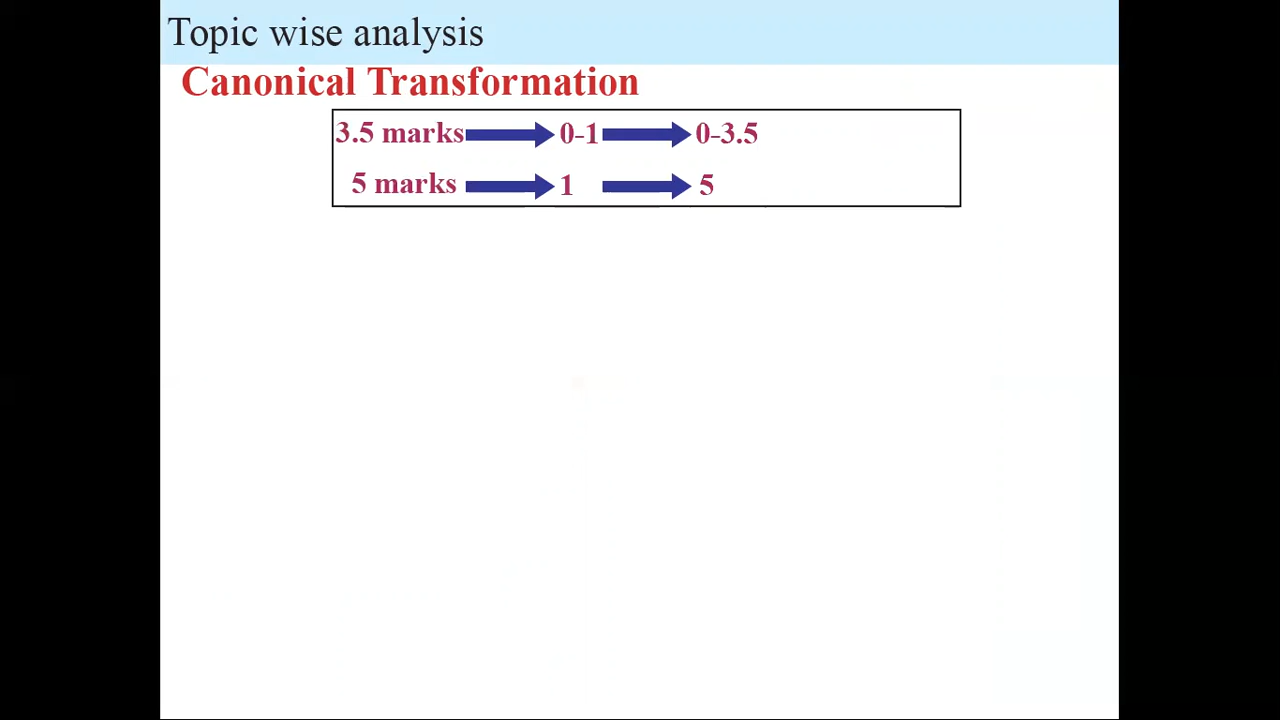 Topic wise analysis
Canonical Transformation
3.5 marks 0-1 0-3.5
5 marks 1 5